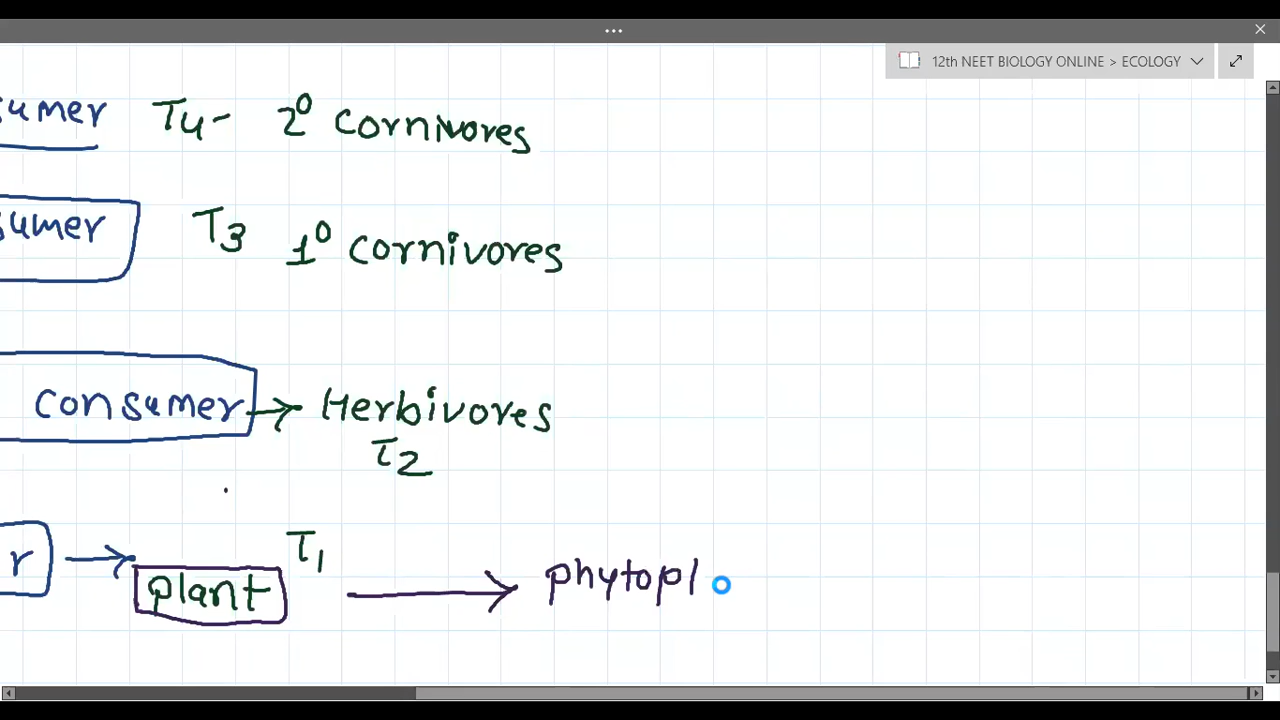 12th NEET BIOLOGY ONLINE > ECOLOGY
sumer T4- 2° cornivores
sumer T3 1° cornivores
consumer → Herbivores
T2
T1
r → plant → phytopl